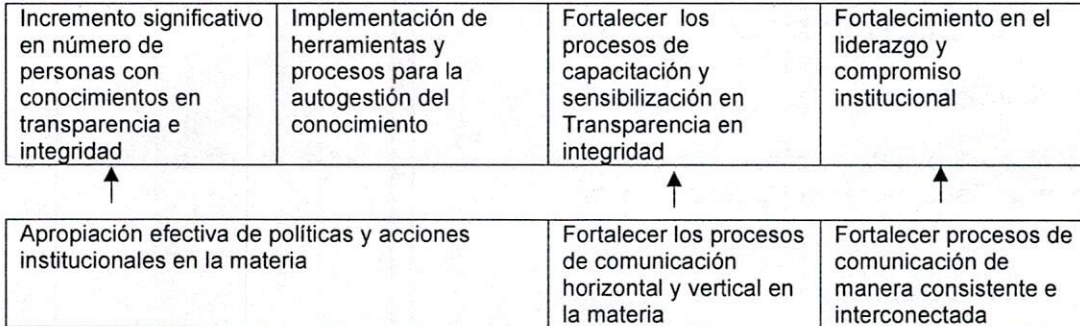 Incremento significativo
en número de
personas con
conocimientos en
transparencia e
integridad
Implementación de
herramientas y
procesos para la
autogestión del
conocimiento
Fortalecer los
procesos de
capacitación y
sensibilización en
Transparencia en
integridad
Fortalecimiento en el
liderazgo y
compromiso
institucional
Apropiación efectiva de políticas y acciones
institucionales en la materia
Fortalecer los procesos
de comunicación
horizontal y vertical en
la materia
Fortalecer procesos de
comunicación de
manera consistente e
interconectada